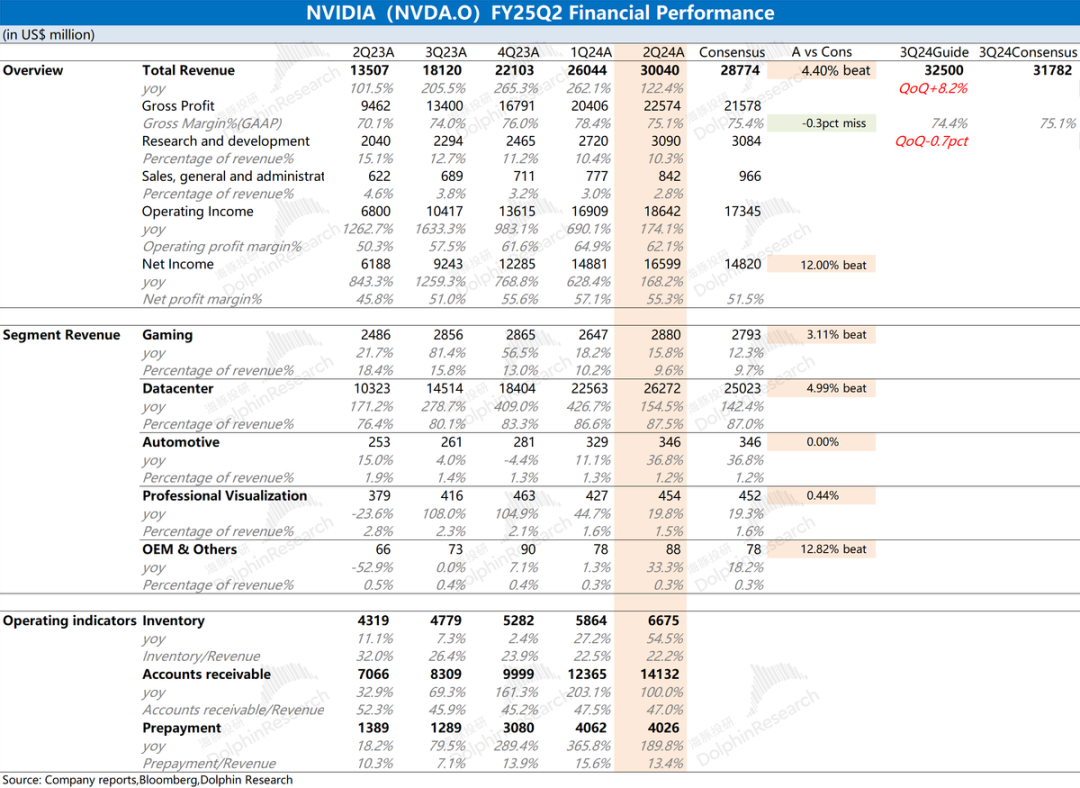 NVIDIA（NVDA.O）FY25Q2 Financial Performance
(in US$ million)
2Q23A 3Q23A 4Q23A 1Q24A 2Q24A Consensus A vs Cons 3Q24Guide 3Q24Consensus
Overview Total Revenue 13507 18120 22103 26044 30040 28774 4.40% beat 32500 31782
yoy 101.5% 205.5% 265.3% 262.1% 122.4% QoQ+8.2%
Gross Profit 9462 13400 16791 20406 22574 21578
Gross Margin%(GAAP) 70.1% 74.0% 76.0% 78.4% 75.1% 75.4% -0.3pct miss 74.4% 75.1%
Research and development 2040 2294 2465 2720 3090 3084 QoQ-0.7pct
Percentage of revenue% 15.1% 12.7% 11.2% 10.4% 10.3%
Sales, general and administrat 622 689 711 777 842 966
Percentage of revenue% 4.6% 3.8% 3.2% 3.0% 2.8%
Operating Income 6800 10417 13615 16909 18642 17345
yoy 1262.7% 1633.3% 983.1% 690.1% 174.1%
Operating profit margin% 50.3% 57.5% 61.6% 64.9% 62.1%
Net Income 6188 9243 12285 14881 16599 14820 12.00% beat
yoy 843.3% 1259.3% 768.8% 628.4% 168.2%
Net profit margin% 45.8% 51.0% 55.6% 57.1% 55.3% 51.5%
Segment Revenue Gaming 2486 2856 2865 2647 2880 2793 3.11% beat
yoy 21.7% 81.4% 56.5% 18.2% 15.8% 12.3%
Percentage of revenue% 18.4% 15.8% 13.0% 10.2% 9.6% 9.7%
Datacenter 10323 14514 18404 22563 26272 25023 4.99% beat
yoy 171.2% 278.7% 409.0% 426.7% 154.5% 142.4%
Percentage of revenue% 76.4% 80.1% 83.3% 86.6% 87.5% 87.0%
Automotive 253 261 281 329 346 346 0.00%
yoy 15.0% 4.0% -4.4% 11.1% 36.8% 36.8%
Percentage of revenue% 1.9% 1.4% 1.3% 1.3% 1.2% 1.2%
Professional Visualization 379 416 463 427 454 452 0.44%
yoy -23.6% 108.0% 104.9% 44.7% 19.8% 19.3%
Percentage of revenue% 2.8% 2.3% 2.1% 1.6% 1.5% 1.6%
OEM & Others 66 73 90 78 88 78 12.82% beat
yoy -52.9% 0.0% 7.1% 1.3% 33.3% 18.2%
Percentage of revenue% 0.5% 0.4% 0.4% 0.3% 0.3% 0.3%
Operating indicators Inventory 4319 4779 5282 5864 6675
yoy 11.1% 7.3% 2.4% 27.2% 54.5%
Inventory/Revenue 32.0% 26.4% 23.9% 22.5% 22.2%
Accounts receivable 7066 8309 9999 12365 14132
yoy 32.9% 69.3% 161.3% 203.1% 100.0%
Accounts receivable/Revenue 52.3% 45.9% 45.2% 47.5% 47.0%
Prepayment 1389 1289 3080 4062 4026
yoy 18.2% 79.5% 289.4% 365.8% 189.8%
Prepayment/Revenue 10.3% 7.1% 13.9% 15.6% 13.4%
Source: Company reports,Bloomberg,Dolphin Research
海豚投研
DolphinResearch